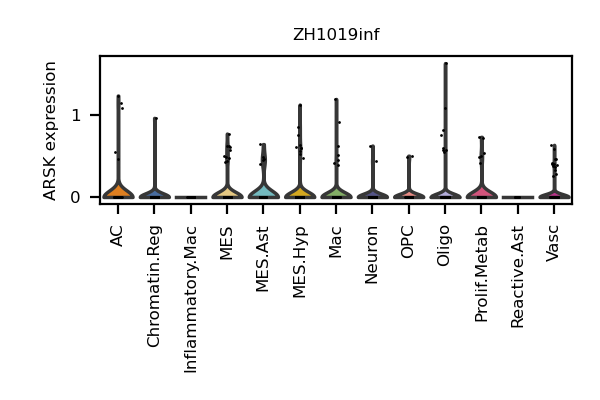 ZH1019inf
ARSK expression
1
0
AC
Chromatin.Reg
Inflammatory.Mac
MES
MES.Ast
MES.Hyp
Mac
Neuron
OPC
Oligo
Prolif.Metab
Reactive.Ast
Vasc